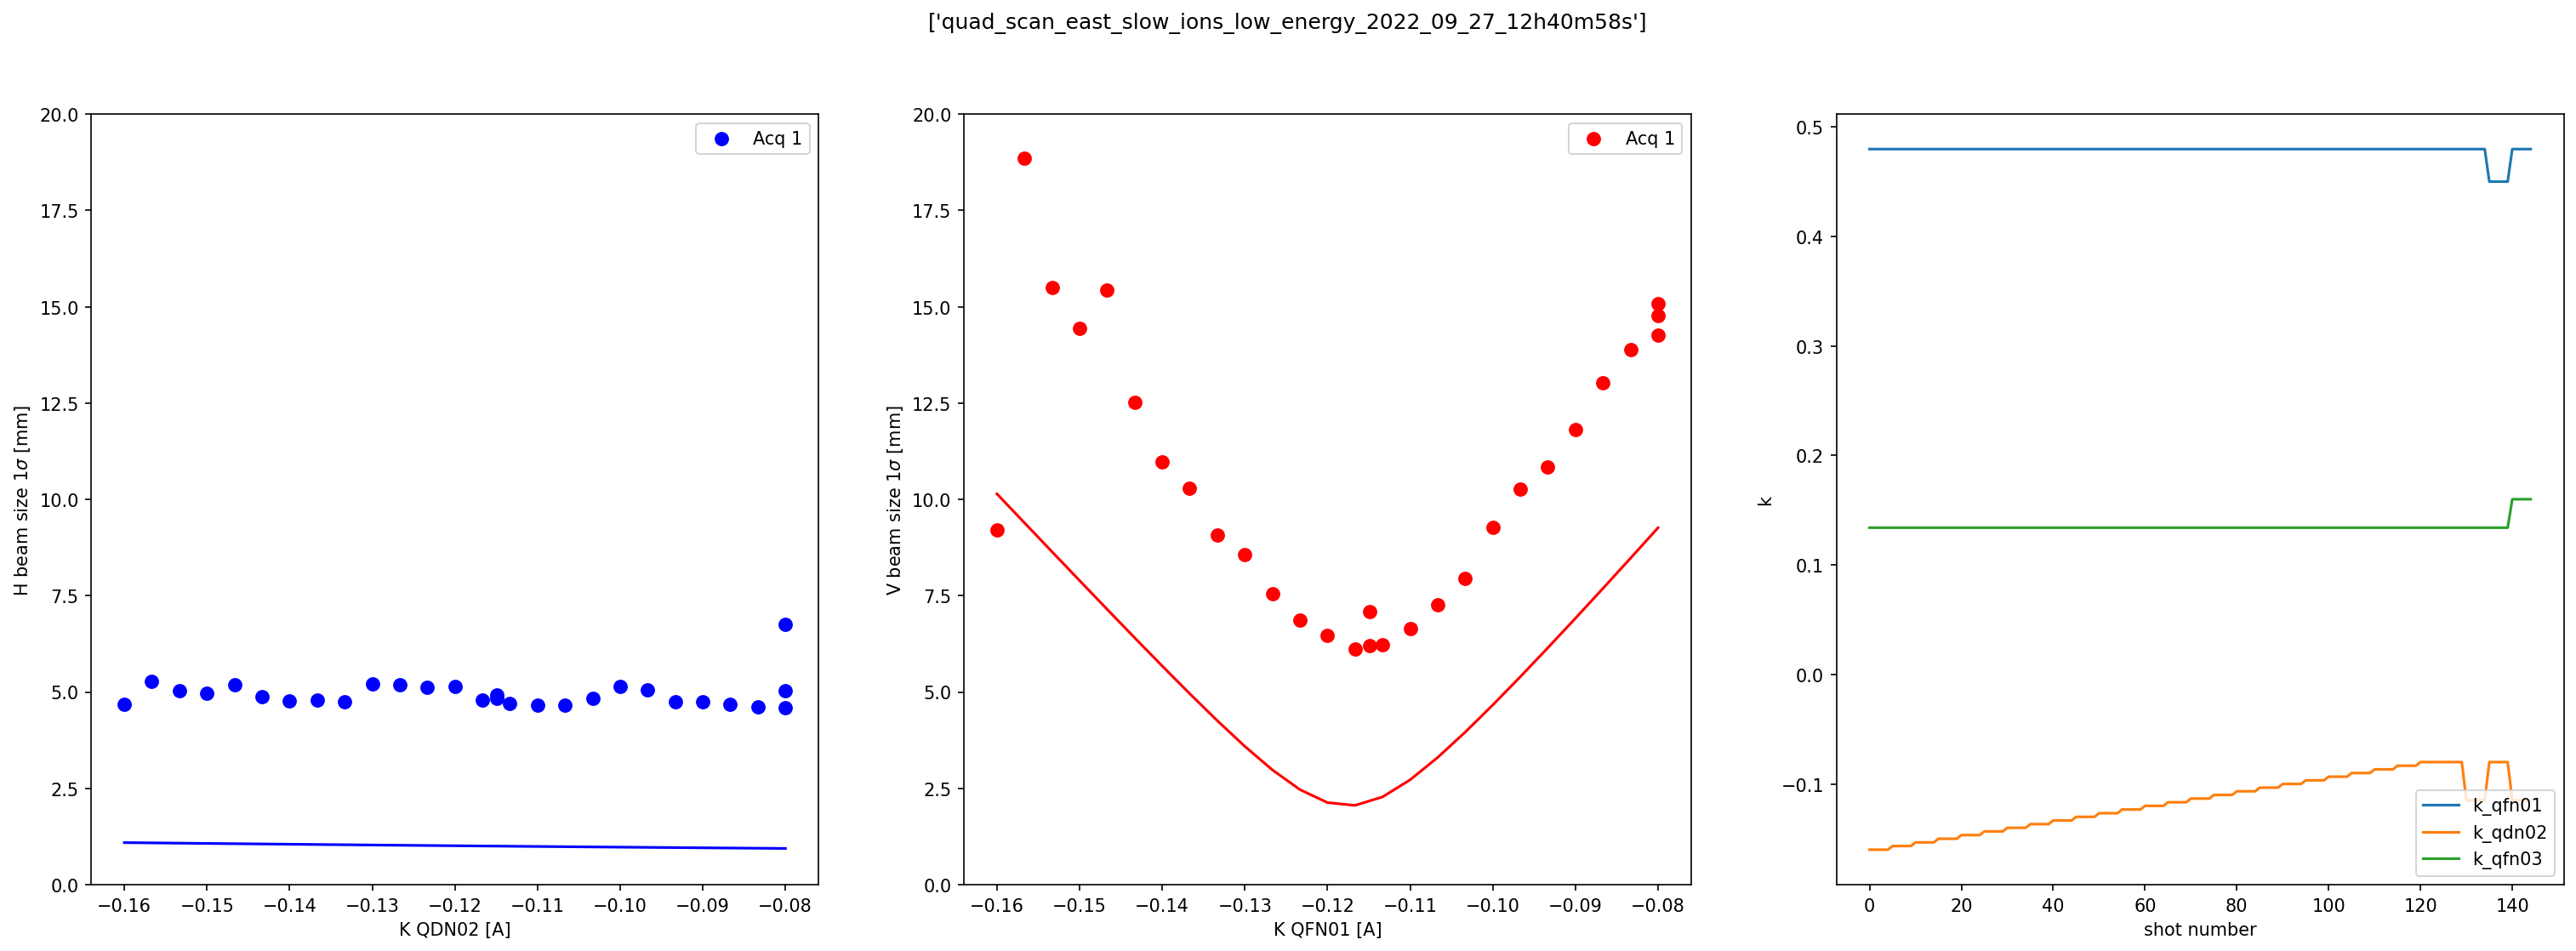 ['quad_scan_east_slow_ions_low_energy_2022_09_27_12h40m58s']
20.0
17.5
15.0
12.5
10.0
7.5
5.0
2.5
0.0
H beam size 1σ [mm]
Acq 1
−0.16 −0.15 −0.14 −0.13 −0.12 −0.11 −0.10 −0.09 −0.08
K QDN02 [A]
20.0
17.5
15.0
12.5
10.0
7.5
5.0
2.5
0.0
V beam size 1σ [mm]
Acq 1
−0.16 −0.15 −0.14 −0.13 −0.12 −0.11 −0.10 −0.09 −0.08
K QFN01 [A]
0.5
0.4
0.3
0.2
0.1
0.0
−0.1
k
k_qfn01
k_qdn02
k_qfn03
0 20 40 60 80 100 120 140
shot number